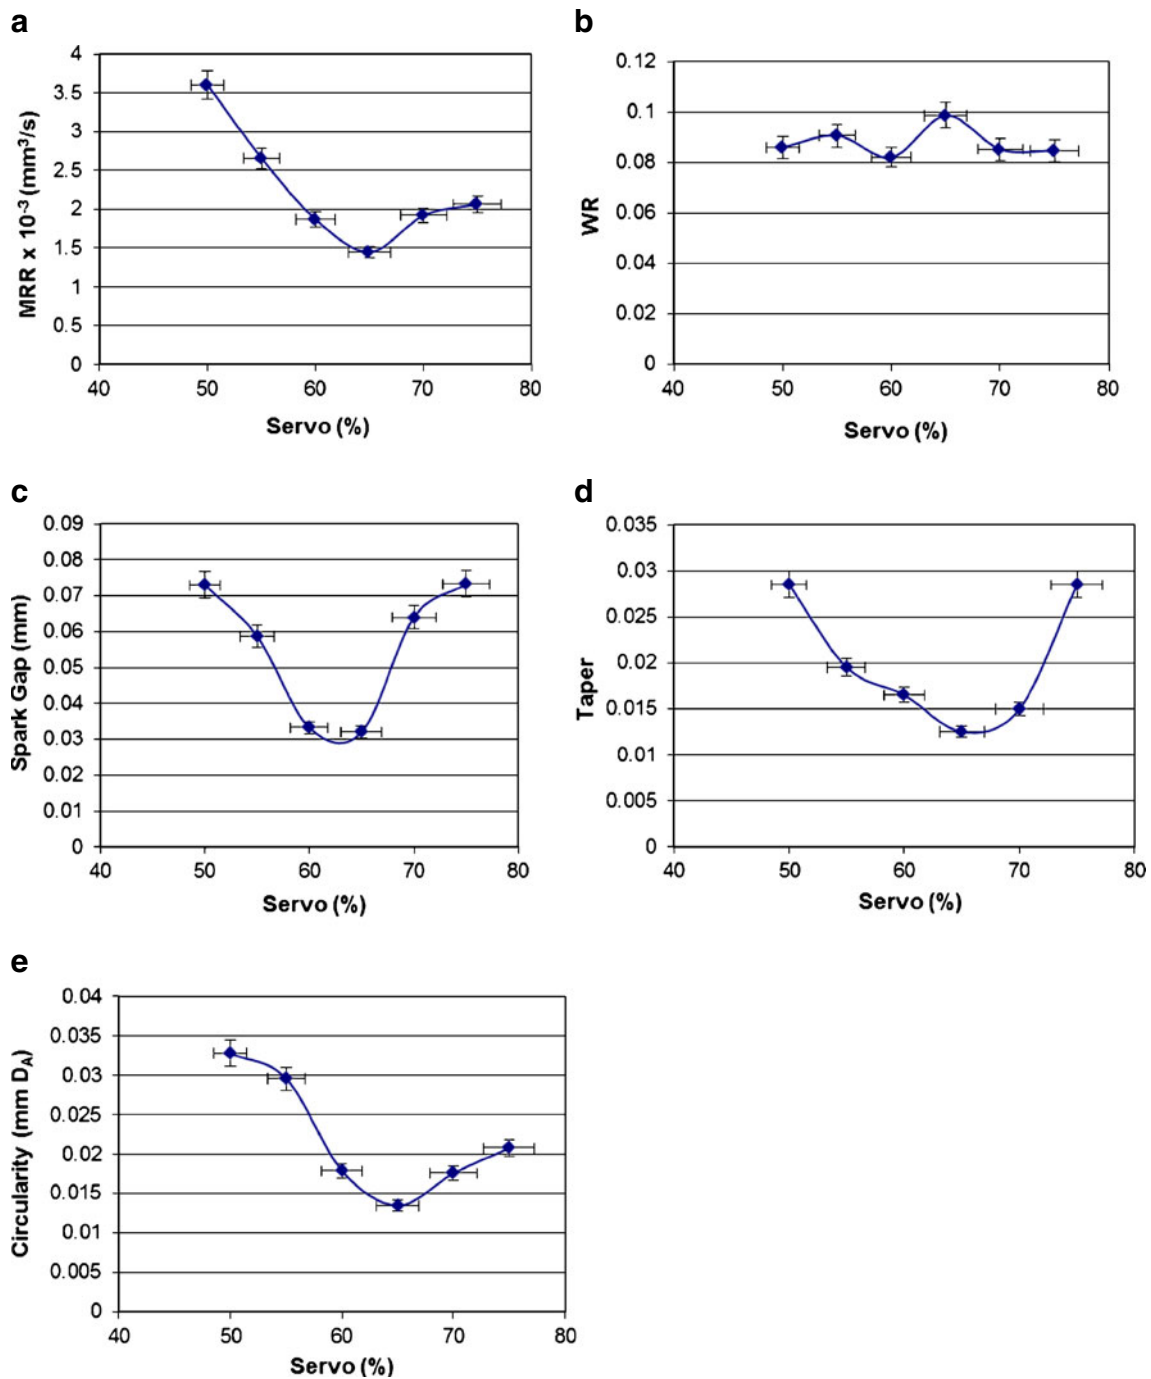 a
4
3.5
3
2.5
2
1.5
1
0.5
0
40 50 60 70 80
MRR x 10⁻³ (mm³/s)
Servo (%)
b
0.12
0.1
0.08
0.06
0.04
0.02
0
40 50 60 70 80
WR
Servo (%)
c
0.09
0.08
0.07
0.06
0.05
0.04
0.03
0.02
0.01
0
40 50 60 70 80
Spark Gap (mm)
Servo (%)
d
0.035
0.03
0.025
0.02
0.015
0.01
0.005
0
40 50 60 70 80
Taper
Servo (%)
e
0.04
0.035
0.03
0.025
0.02
0.015
0.01
0.005
0
40 50 60 70 80
Circularity (mm D_A)
Servo (%)